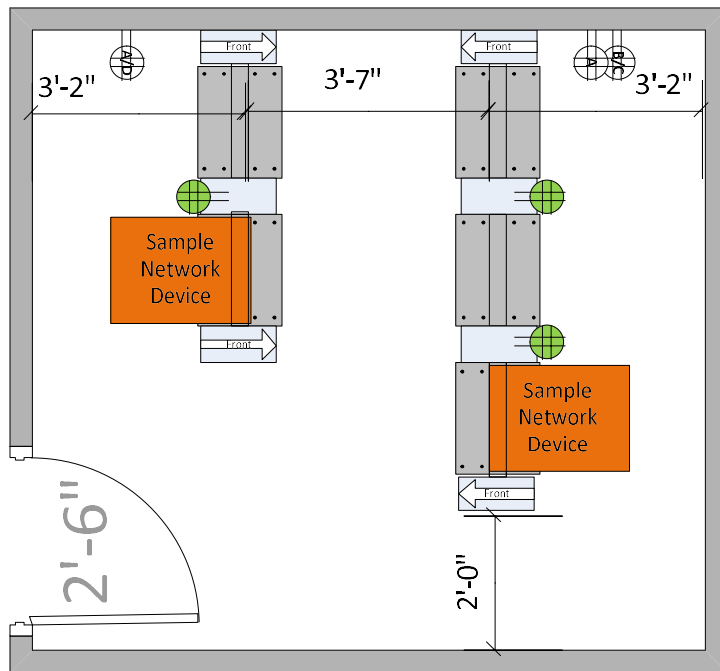 Front
Front
A/D
A
B/C
3'-2"
3'-7"
3'-2"
Sample
Network
Device
Front
Sample
Network
Device
Front
2'-6"
2'-0"